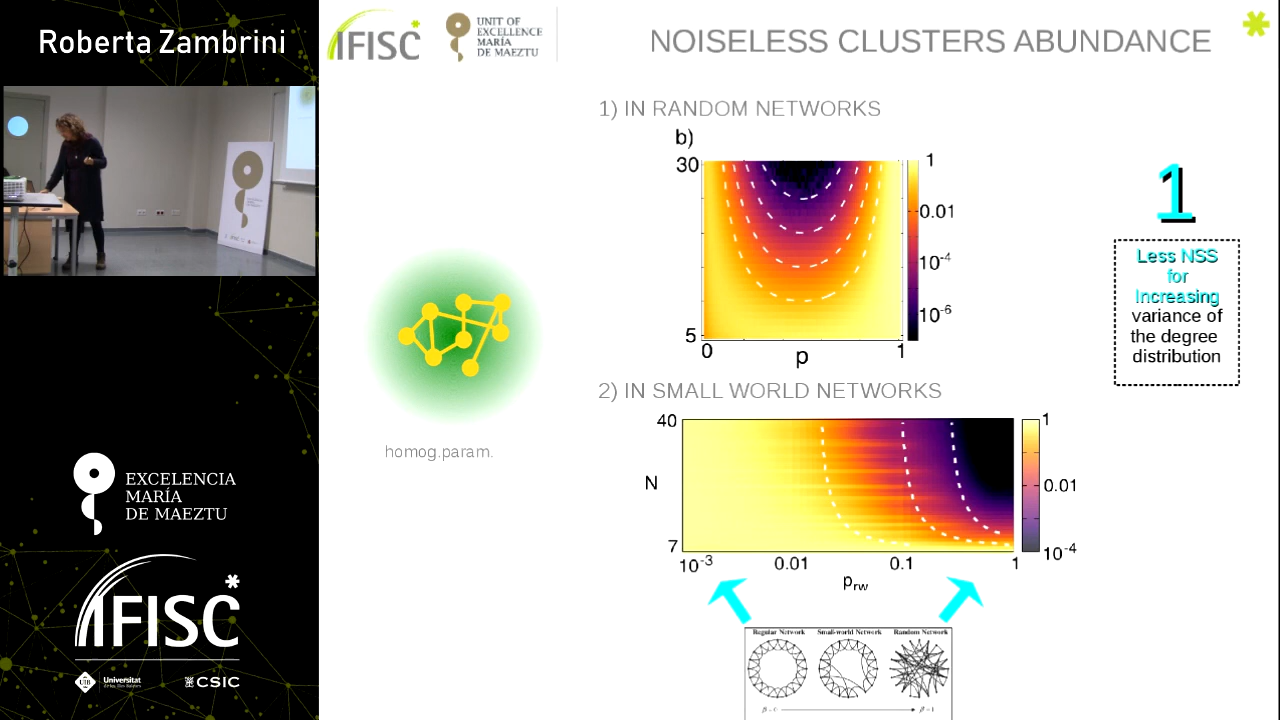 Roberta Zambrini
IFISC
UNIT OF
EXCELLENCE
MARÍA
DE MAEZTU
NOISELESS CLUSTERS ABUNDANCE
1) IN RANDOM NETWORKS
b)
30
5
0
p
1
1
0.01
10-4
10-6
1
Less NSS
for
Increasing
variance of
the degree
distribution
homog.param.
2) IN SMALL WORLD NETWORKS
40
N
7
10-3
0.01
0.1
1
prw
1
0.01
10-4
Regular Network
Small-world Network
Random Network
EXCELENCIA
MARÍA
DE MAEZTU
IFISC
Universitat
CSIC